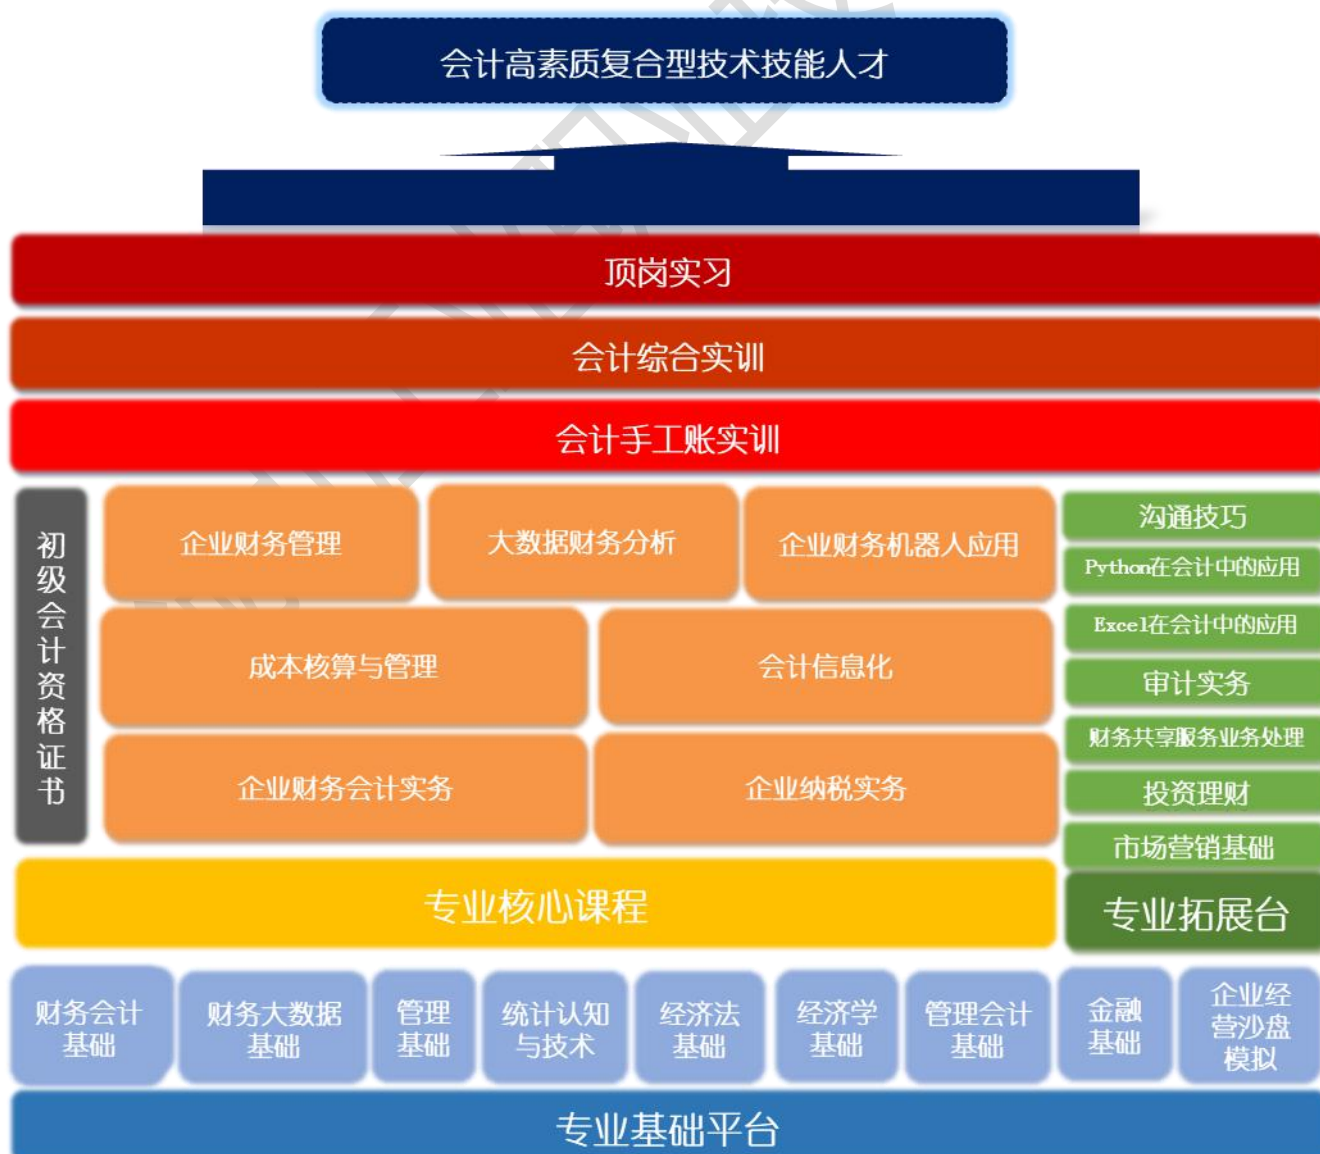 会计高素质复合型技术技能人才
顶岗实习
会计综合实训
会计手工账实训
初级会计资格证书
企业财务管理
大数据财务分析
企业财务机器人应用
成本核算与管理
会计信息化
企业财务会计实务
企业纳税实务
沟通技巧
Python在会计中的应用
Excel在会计中的应用
审计实务
财务共享服务业务处理
投资理财
市场营销基础
专业核心课程
专业拓展台
财务会计
基础
财务大数据
基础
管理
基础
统计认知
与技术
经济法
基础
经济学
基础
管理会计
基础
金融
基础
企业经
营沙盘
模拟
专业基础平台